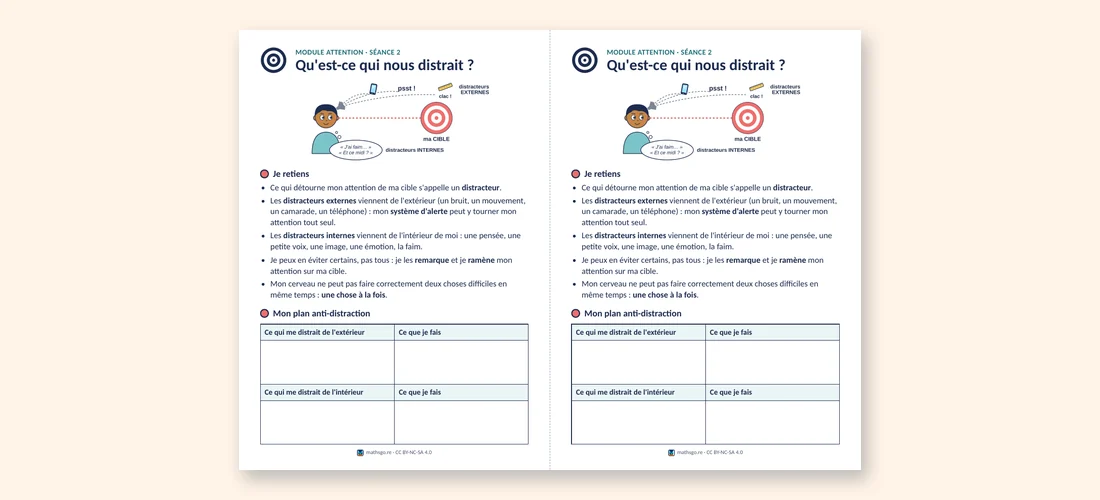 MODULE ATTENTION - SÉANCE 2
Qu'est-ce qui nous distrait ?
psst !
clac !
distracteurs
EXTERNES
ma CIBLE
« J'ai faim... »
« Et ce midi ? »
distracteurs INTERNES
Je retiens
• Ce qui détourne mon attention de ma cible s'appelle un distracteur.
• Les distracteurs externes viennent de l'extérieur (un bruit, un mouvement,
un camarade, un téléphone) : mon système d'alerte peut y tourner mon
attention tout seul.
• Les distracteurs internes viennent de l'intérieur de moi : une pensée, une
petite voix, une image, une émotion, la faim.
• Je peux en éviter certains, pas tous : je les remarque et je ramène mon
attention sur ma cible.
• Mon cerveau ne peut pas faire correctement deux choses difficiles en
même temps : une chose à la fois.
Mon plan anti-distraction
Ce qui me distrait de l'extérieur
Ce que je fais
Ce qui me distrait de l'intérieur
Ce que je fais
mathsgo.re - CC BY-NC-SA 4.0
MODULE ATTENTION - SÉANCE 2
Qu'est-ce qui nous distrait ?
psst !
clac !
distracteurs
EXTERNES
ma CIBLE
« J'ai faim... »
« Et ce midi ? »
distracteurs INTERNES
Je retiens
• Ce qui détourne mon attention de ma cible s'appelle un distracteur.
• Les distracteurs externes viennent de l'extérieur (un bruit, un mouvement,
un camarade, un téléphone) : mon système d'alerte peut y tourner mon
attention tout seul.
• Les distracteurs internes viennent de l'intérieur de moi : une pensée, une
petite voix, une image, une émotion, la faim.
• Je peux en éviter certains, pas tous : je les remarque et je ramène mon
attention sur ma cible.
• Mon cerveau ne peut pas faire correctement deux choses difficiles en
même temps : une chose à la fois.
Mon plan anti-distraction
Ce qui me distrait de l'extérieur
Ce que je fais
Ce qui me distrait de l'intérieur
Ce que je fais
mathsgo.re - CC BY-NC-SA 4.0